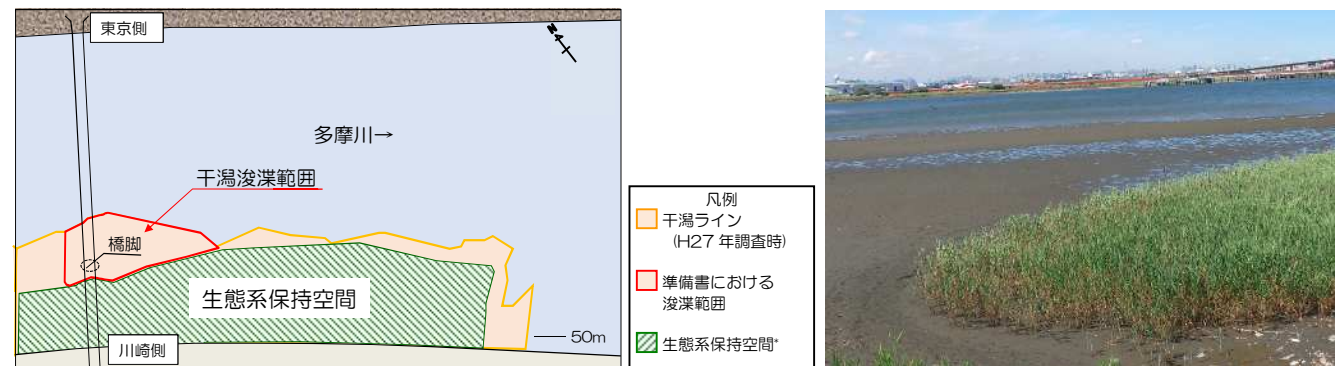 東京側
N
多摩川→
干潟浚渫範囲
橋脚
生態系保持空間
川崎側
50m
凡例
干潟ライン
(H27 年調査時)
準備書における
浚渫範囲
生態系保持空間*